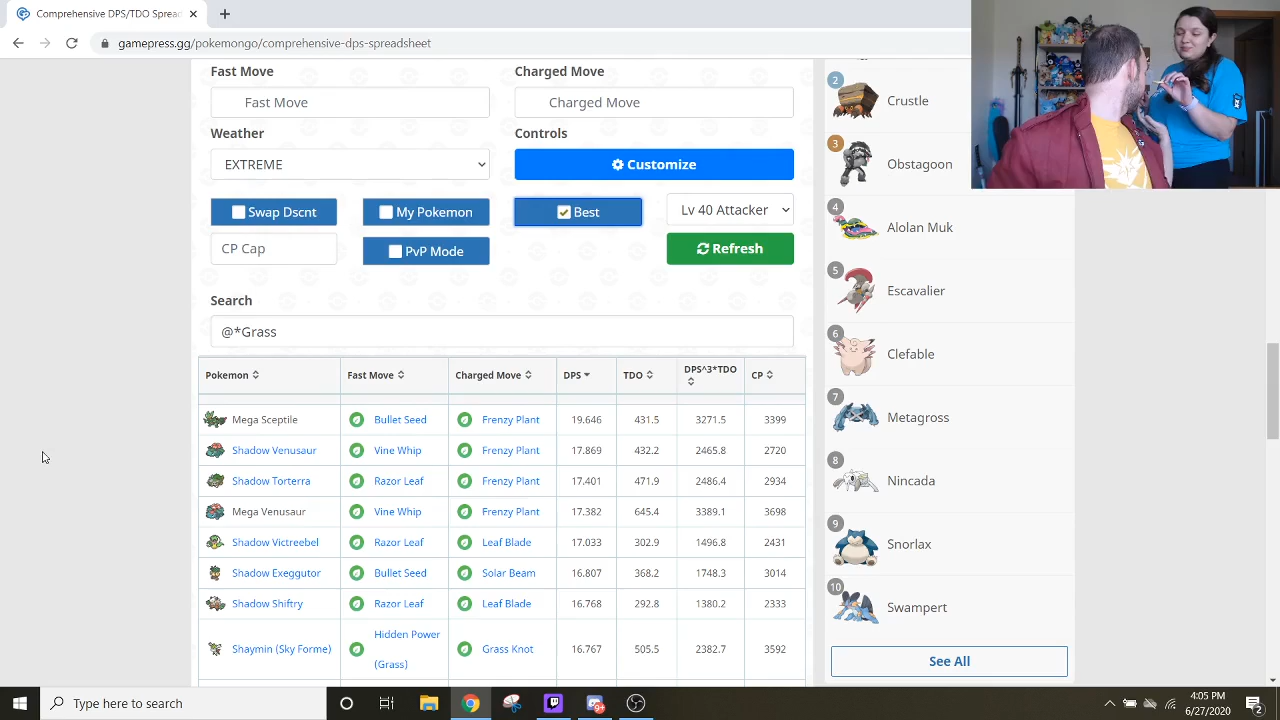 Comprehensive DPS/TDO Spread
gamepress.gg/pokemongo/comprehensive-dps-spreadsheet
Fast Move
Charged Move
Fast Move
Charged Move
Weather
Controls
EXTREME
Customize
Swap Dscnt
My Pokemon
Best
Lv 40 Attacker
CP Cap
PvP Mode
Refresh
Search
@*Grass
Pokemon Fast Move Charged Move DPS TDO DPS^3*TDO CP
Mega Sceptile Bullet Seed Frenzy Plant 19.646 431.5 3271.5 3399
Shadow Venusaur Vine Whip Frenzy Plant 17.869 432.2 2465.8 2720
Shadow Torterra Razor Leaf Frenzy Plant 17.401 471.9 2486.4 2934
Mega Venusaur Vine Whip Frenzy Plant 17.382 645.4 3389.1 3698
Shadow Victreebel Razor Leaf Leaf Blade 17.033 302.9 1496.8 2431
Shadow Exeggutor Bullet Seed Solar Beam 16.807 368.2 1748.3 3014
Shadow Shiftry Razor Leaf Leaf Blade 16.768 292.8 1380.2 2333
Shaymin (Sky Forme) Hidden Power (Grass) Grass Knot 16.767 505.5 2382.7 3592
2 Crustle
3 Obstagoon
4 Alolan Muk
5 Escavalier
6 Clefable
7 Metagross
8 Nincada
9 Snorlax
10 Swampert
See All
Type here to search
4:05 PM
6/27/2020
2